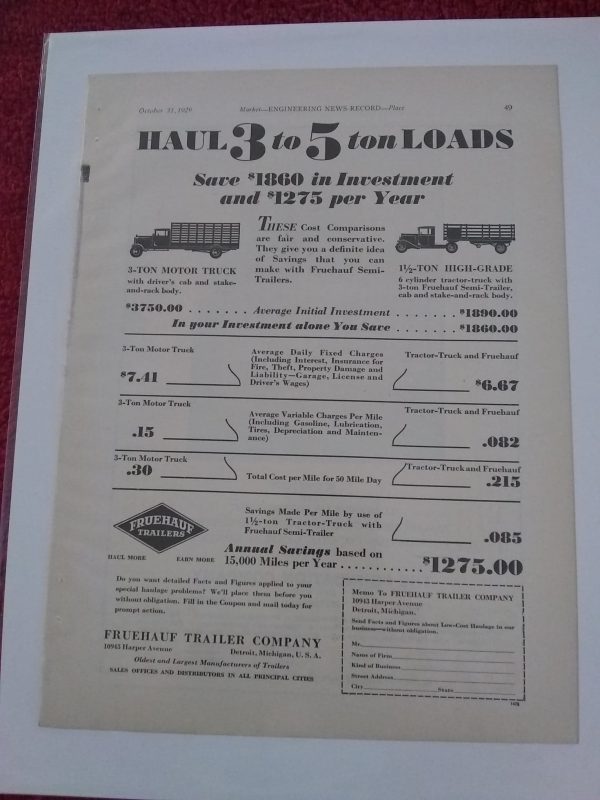 October 31, 1929 Market—ENGINEERING NEWS-RECORD—Place 49
HAUL 3 to 5 ton LOADS
Save $1860 in Investment
and $1275 per Year
THESE Cost Comparisons
are fair and conservative.
They give you a definite idea
of Savings that you can
make with Fruehauf Semi-
Trailers.
3-TON MOTOR TRUCK
with driver's cab and stake-
and-rack body.
1½-TON HIGH-GRADE
6 cylinder tractor-truck with
3-ton Fruehauf Semi-Trailer,
cab and stake-and-rack body.
$3750.00 . . . . . . . Average Initial Investment . . . . . . . $1890.00
In your Investment alone You Save . . . . . . . $1860.00
3-Ton Motor Truck
$7.41
Average Daily Fixed Charges
(Including Interest, Insurance for
Fire, Theft, Property Damage and
Liability—Garage, License and
Driver's Wages)
Tractor-Truck and Fruehauf
$6.67
3-Ton Motor Truck
.15
Average Variable Charges Per Mile
(Including Gasoline, Lubrication,
Tires, Depreciation and Mainten-
ance)
Tractor-Truck and Fruehauf
.082
3-Ton Motor Truck
.30
Total Cost per Mile for 50 Mile Day
Tractor-Truck and Fruehauf
.215
FRUEHAUF
TRAILERS
HAUL MORE EARN MORE
Savings Made Per Mile by use of
1½-ton Tractor-Truck with
Fruehauf Semi-Trailer
.085
Annual Savings based on
15,000 Miles per Year . . . . . . . . . . . . $1275.00
Do you want detailed Facts and Figures applied to your
special haulage problems? We'll place them before you
without obligation. Fill in the Coupon and mail today for
prompt action.
FRUEHAUF TRAILER COMPANY
10943 Harper Avenue Detroit, Michigan, U. S. A.
Oldest and Largest Manufacturers of Trailers
SALES OFFICES AND DISTRIBUTORS IN ALL PRINCIPAL CITIES
Memo To FRUEHAUF TRAILER COMPANY
10943 Harper Avenue
Detroit, Michigan.
Send Facts and Figures about Low-Cost Haulage in our
business—without obligation.
Mr.
Name of Firm
Kind of Business
Street Address
City State